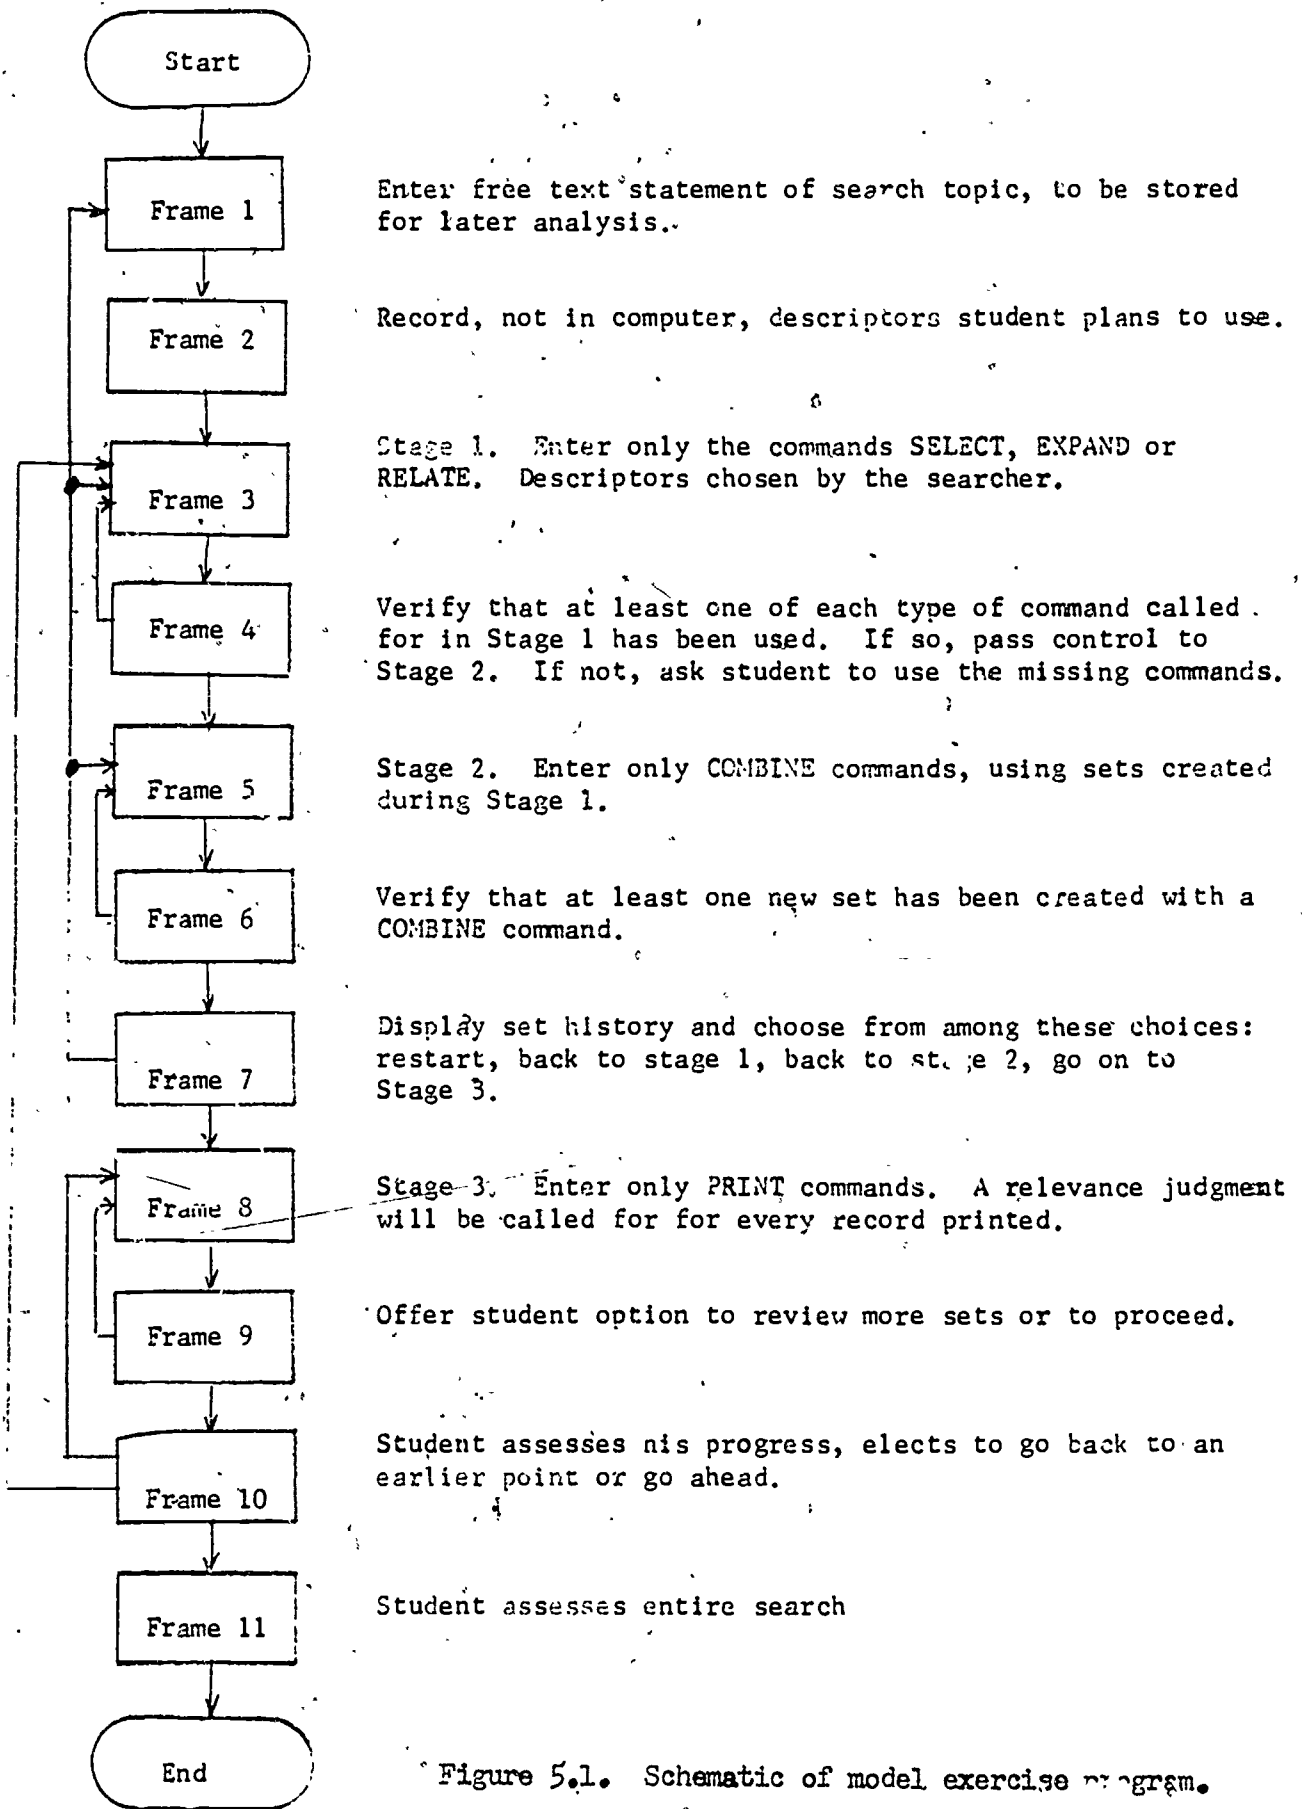 Start
Frame 1
Enter free text statement of search topic, to be stored
for later analysis.
Frame 2
Record, not in computer, descriptors student plans to use.
Frame 3
Stage 1. Enter only the commands SELECT, EXPAND or
RELATE. Descriptors chosen by the searcher.
Frame 4
Verify that at least one of each type of command called
for in Stage 1 has been used. If so, pass control to
Stage 2. If not, ask student to use the missing commands.
Frame 5
Stage 2. Enter only COMBINE commands, using sets created
during Stage 1.
Frame 6
Verify that at least one new set has been created with a
COMBINE command.
Frame 7
Display set history and choose from among these choices:
restart, back to stage 1, back to 2, go on to
Stage 3.
Frame 8
Stage 3. Enter only PRINT commands. A relevance judgment
will be called for for every record printed.
Frame 9
Offer student option to review more sets or to proceed.
Frame 10
Student assesses his progress, elects to go back to an
earlier point or go ahead.
Frame 11
Student assesses entire search
End
Figure 5.1. Schematic of model exercise